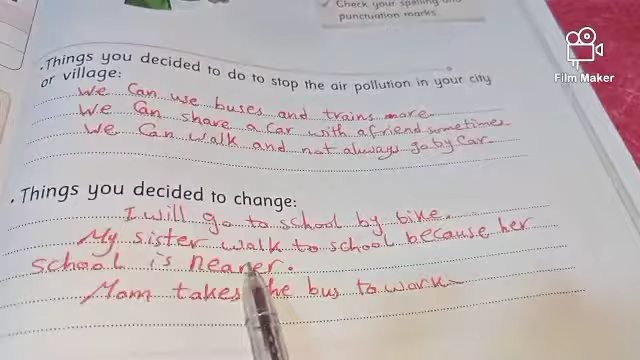 Check your spelling and
punctuation marks.
Film Maker
.Things you decided to do to stop the air pollution in your city
or village:
We Can use buses and trains more
We Can share a car with a friend sometimes
We Can walk and not always go by car.
. Things you decided to change:
I will go to school by bike.
My sister walk to school because her
school is nearer.
Mom takes the bus to work